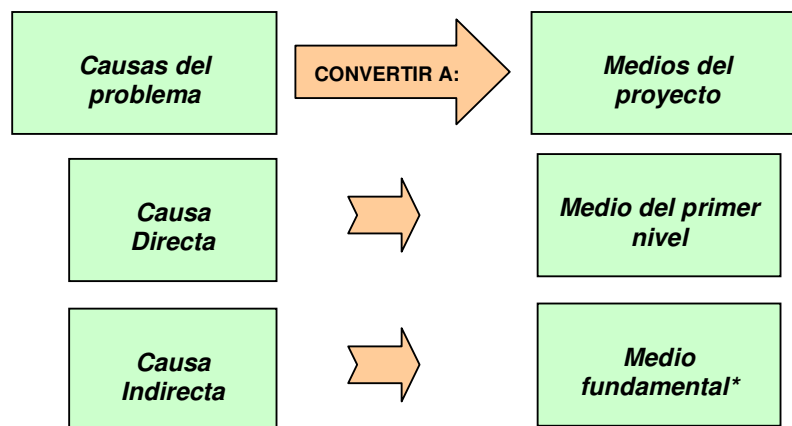 Causas del
problema
CONVERTIR A:
Medios del
proyecto
Causa
Directa
Medio del primer
nivel
Causa
Indirecta
Medio
fundamental*